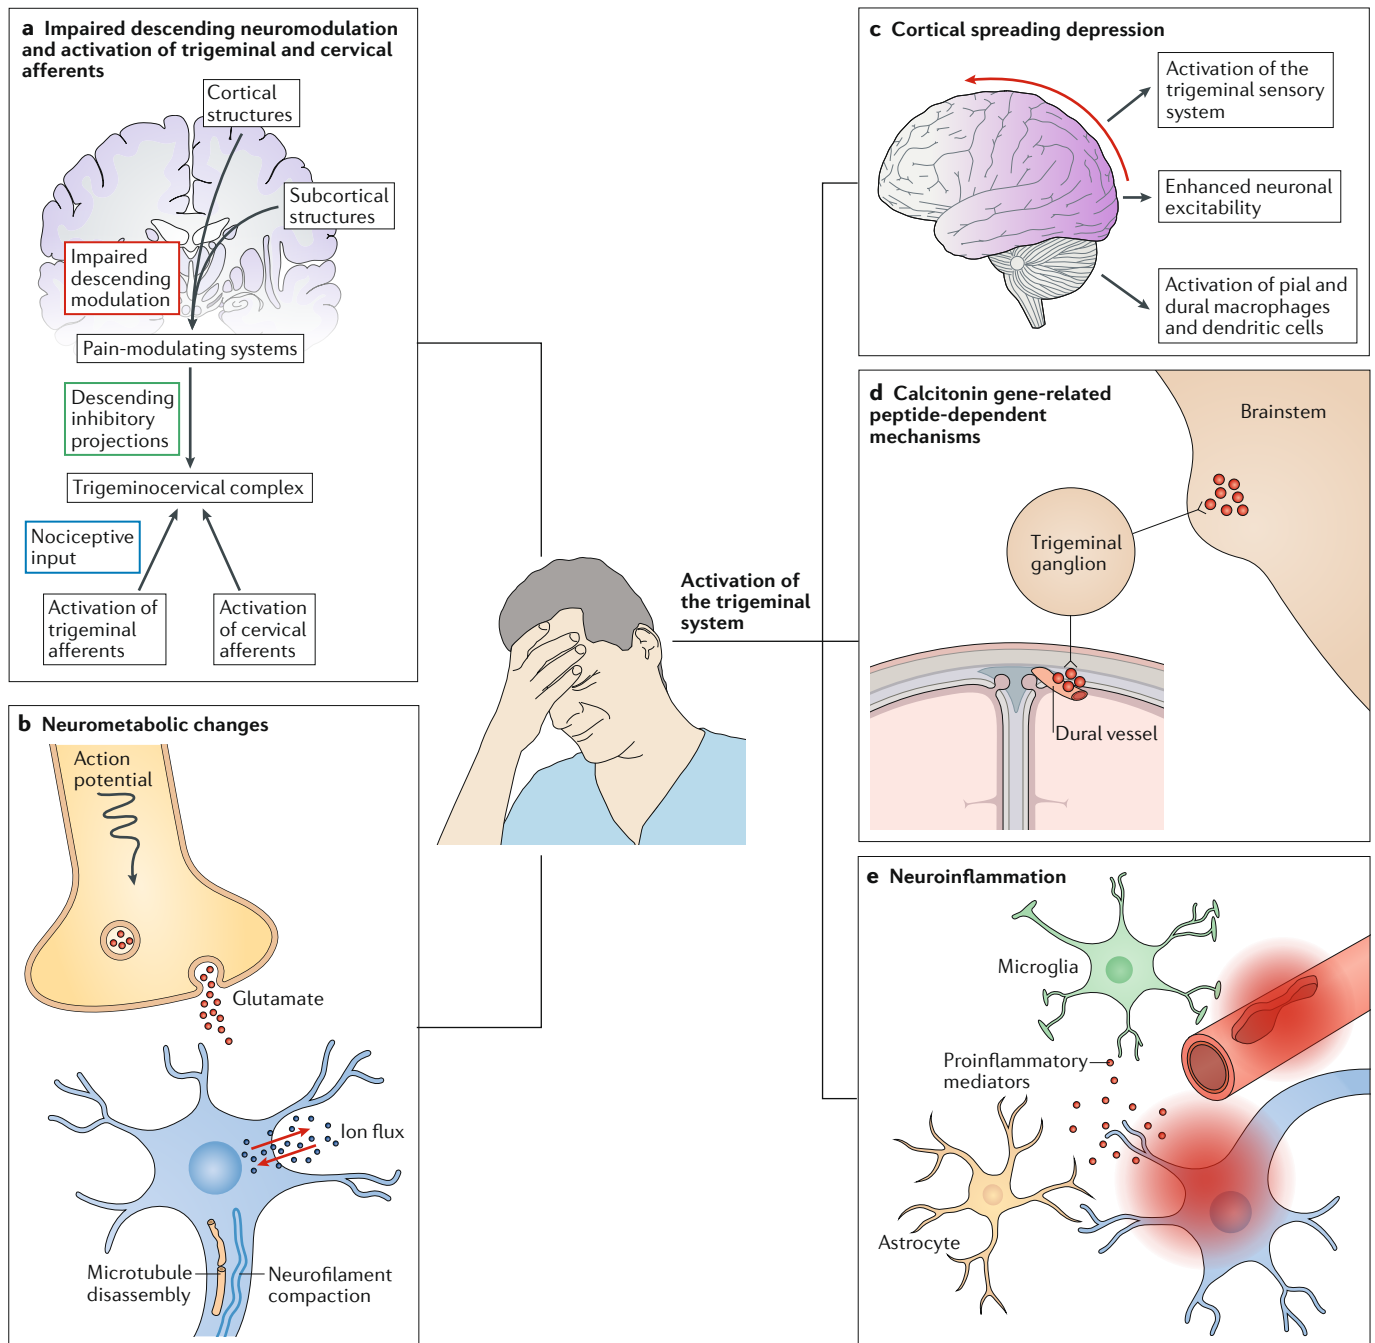 a Impaired descending neuromodulation
and activation of trigeminal and cervical
afferents
Cortical
structures
Subcortical
structures
Impaired
descending
modulation
Pain-modulating systems
Descending
inhibitory
projections
Trigeminocervical complex
Nociceptive
input
Activation of
trigeminal
afferents
Activation
of cervical
afferents
b Neurometabolic changes
Action
potential
Glutamate
Ion flux
Microtubule
disassembly
Neurofilament
compaction
Activation of
the trigeminal
system
c Cortical spreading depression
Activation of the
trigeminal sensory
system
Enhanced neuronal
excitability
Activation of pial and
dural macrophages
and dendritic cells
d Calcitonin gene-related
peptide-dependent
mechanisms
Brainstem
Trigeminal
ganglion
Dural vessel
e Neuroinflammation
Microglia
Proinflammatory
mediators
Astrocyte